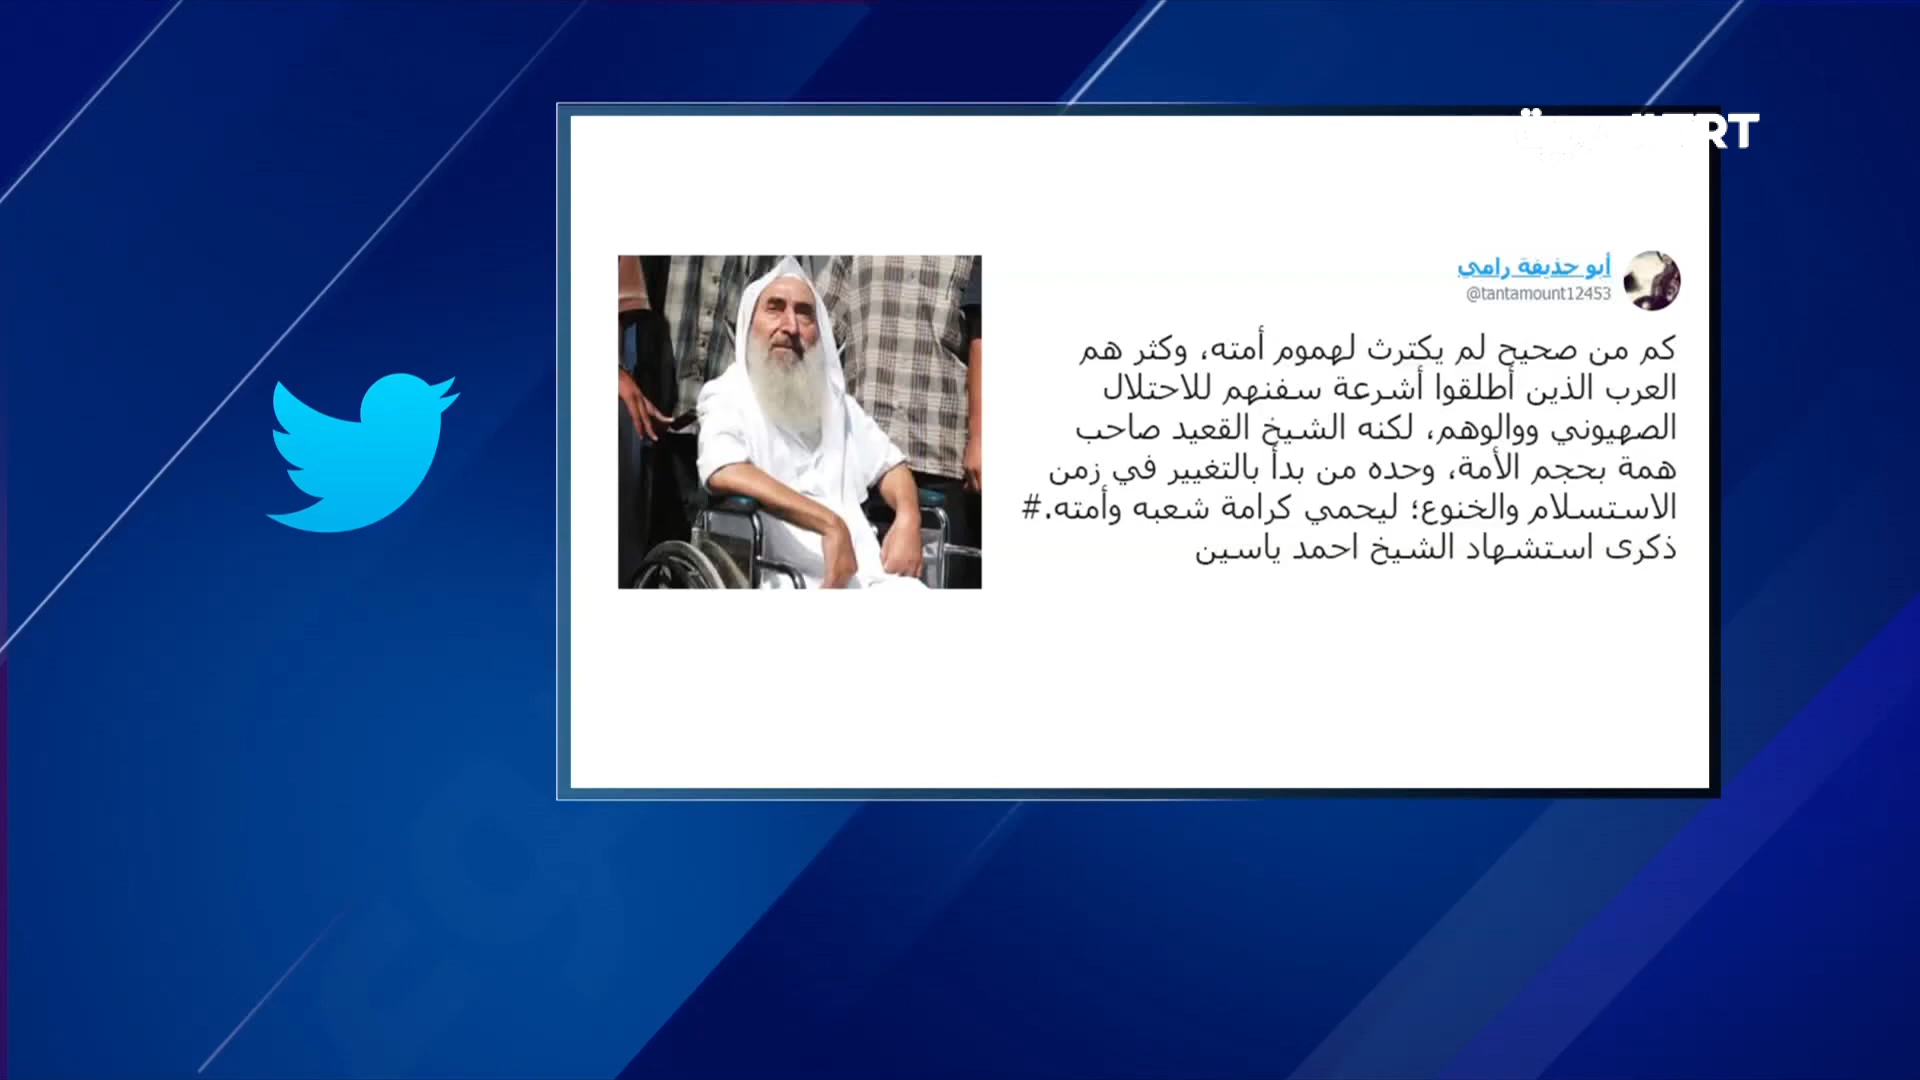 TRT
أبو حذيفة رامي
@tantamount12453
كم من صحيح لم يكترث لهموم أمته، وكثر هم
العرب الذين أطلقوا أشرعة سفنهم للاحتلال
الصهيوني ووالوهم، لكنه الشيخ القعيد صاحب
همة بحجم الأمة، وحده من بدأ بالتغيير في زمن
الاستسلام والخنوع؛ ليحمي كرامة شعبه وأمته.#
ذكرى استشهاد الشيخ احمد ياسين